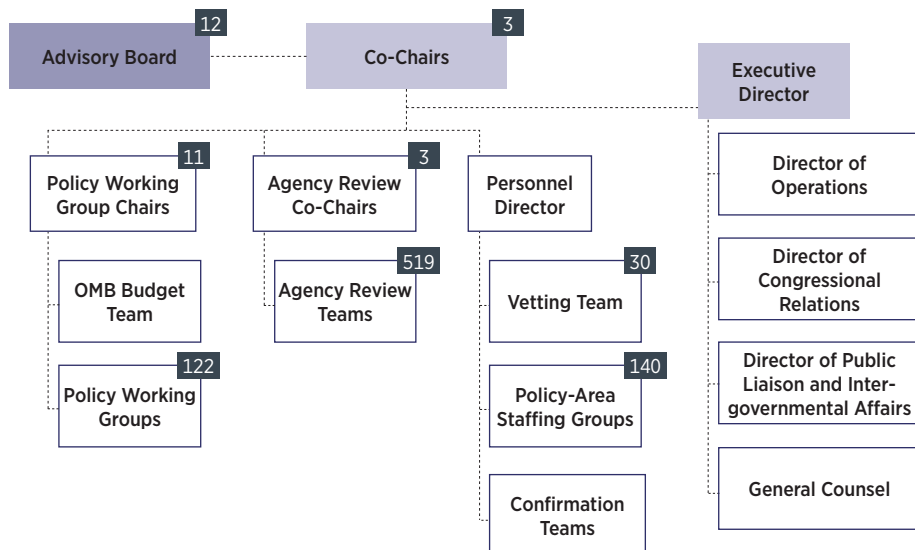 12
Advisory Board
3
Co-Chairs
Executive
Director
11
Policy Working
Group Chairs
3
Agency Review
Co-Chairs
Personnel
Director
Director of
Operations
OMB Budget
Team
519
Agency Review
Teams
30
Vetting Team
Director of
Congressional
Relations
122
Policy Working
Groups
140
Policy-Area
Staffing Groups
Director of Public
Liaison and Inter-
governmental Affairs
Confirmation
Teams
General Counsel